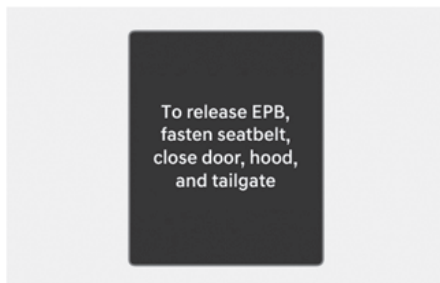 To release EPB,
fasten seatbelt,
close door, hood,
and tailgate